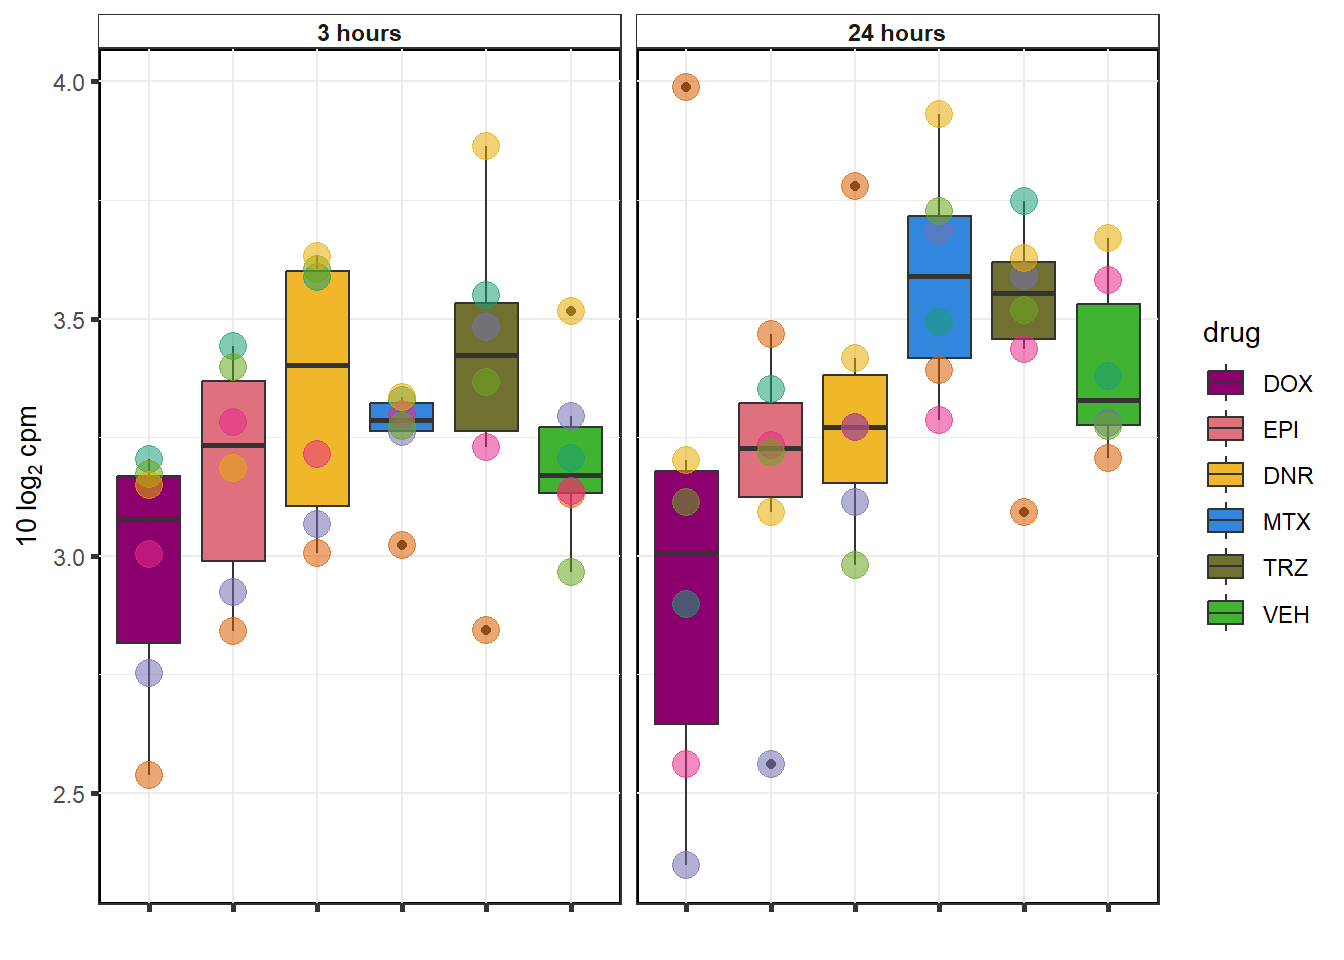 3 hours
24 hours
4.0
3.5
3.0
2.5
10 log₂ cpm
drug
DOX
EPI
DNR
MTX
TRZ
VEH